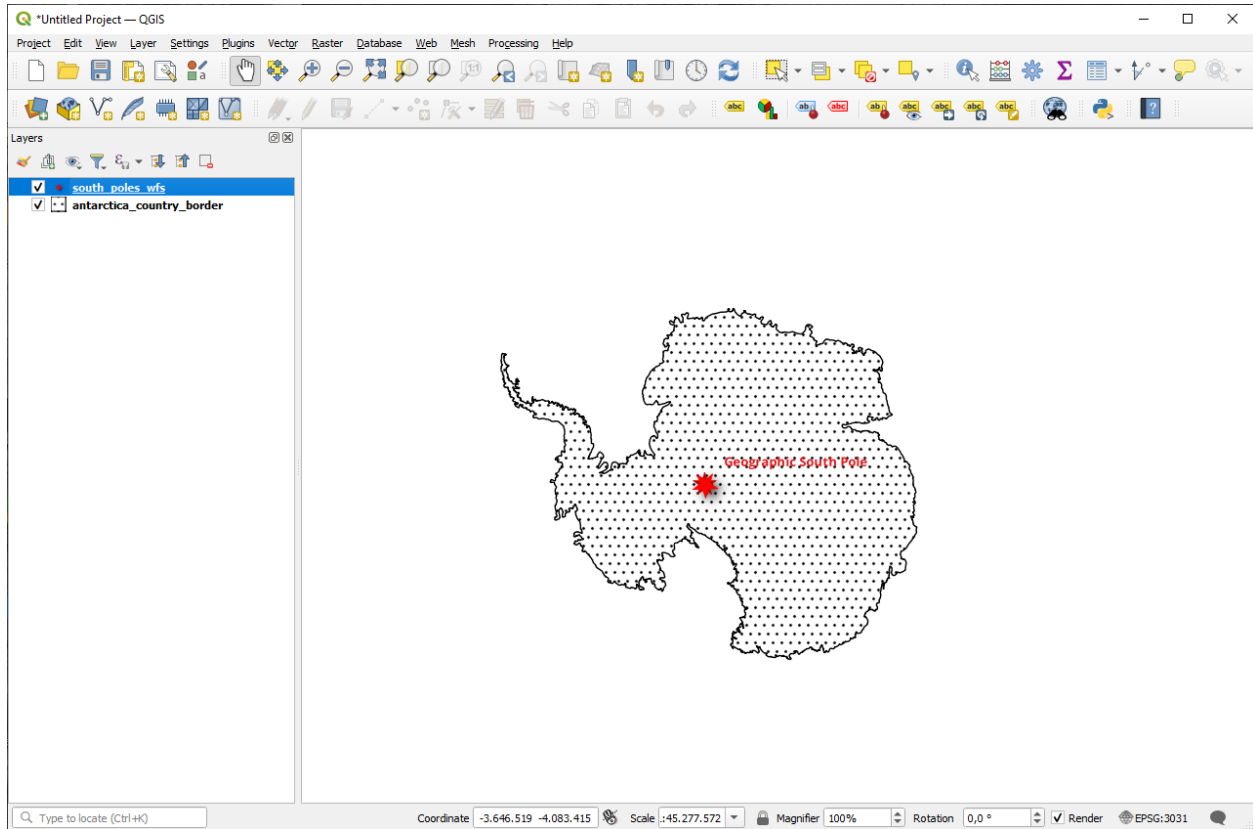 *Untitled Project — QGIS
Project Edit View Layer Settings Plugins Vector Raster Database Web Mesh Processing Help
Layers
south_poles_wfs
antarctica_country_border
Geographic South Pole
Type to locate (Ctrl+K) Coordinate -3.646.519 -4.083.415 Scale .:45.277.572 Magnifier 100% Rotation 0,0 ° Render EPSG:3031